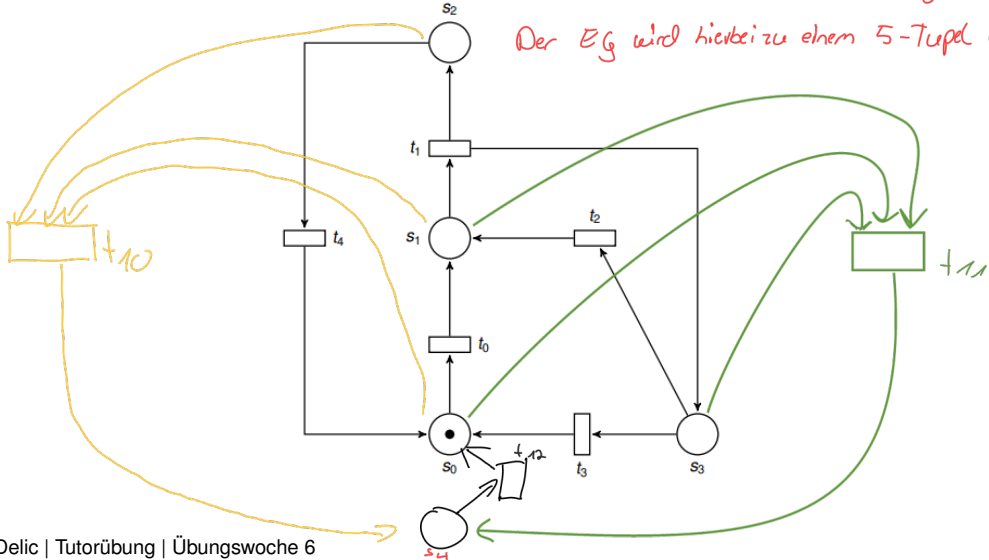 s₂
Der EG wird hierbei zu einem 5-Tupel
t₁
t₂
s₁
t₄
t₁₀
t₁₁
t₀
s₀
t₁₂
t₃
s₃
s₄
Delic | Tutorübung | Übungswoche 6